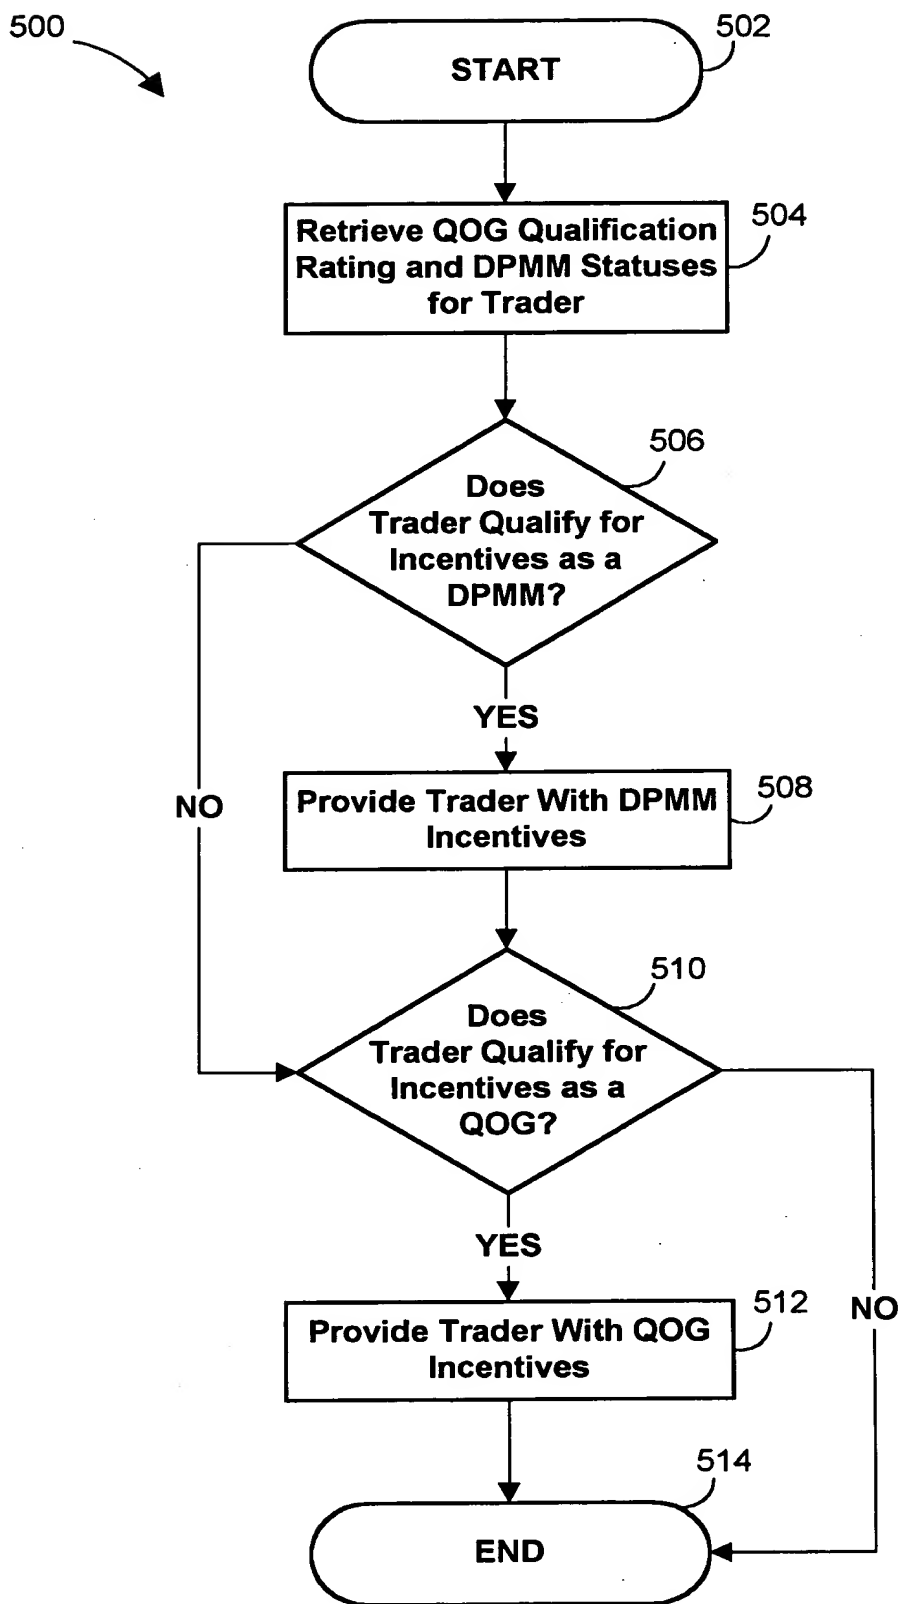 500
502
START
504
Retrieve QOG Qualification
Rating and DPMM Statuses
for Trader
506
Does
Trader Qualify for
Incentives as a
DPMM?
YES
NO
508
Provide Trader With DPMM
Incentives
510
Does
Trader Qualify for
Incentives as a
QOG?
YES
NO
512
Provide Trader With QOG
Incentives
514
END